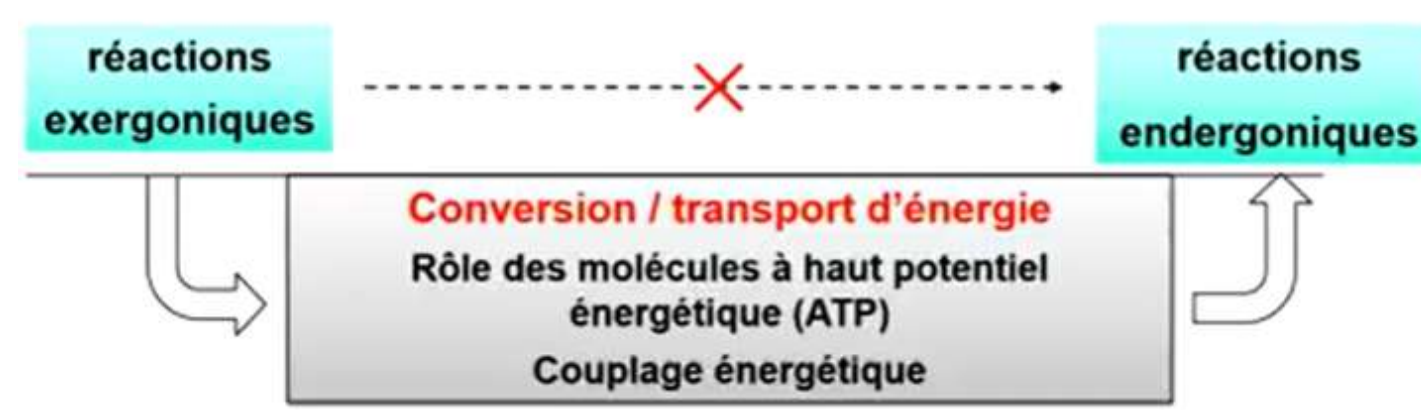 réactions
exergoniques
réactions
endergoniques
Conversion / transport d’énergie
Rôle des molécules à haut potentiel
énergétique (ATP)
Couplage énergétique